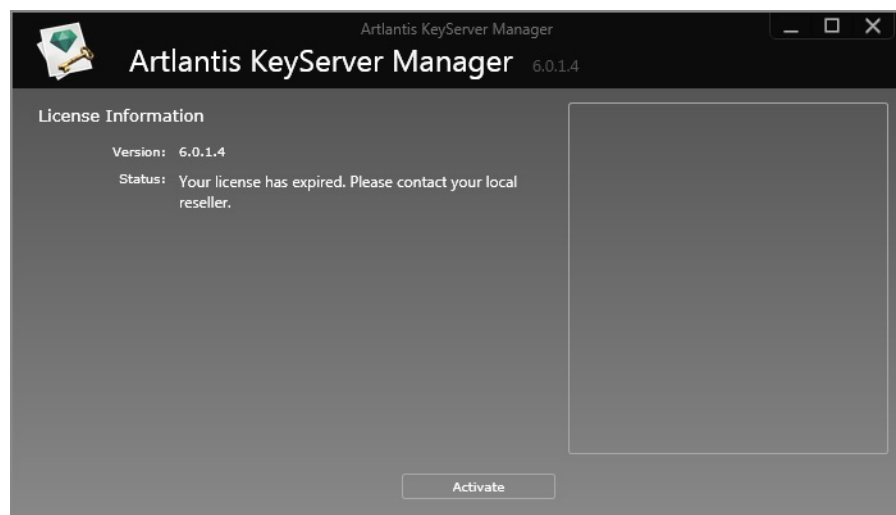 Artlantis KeyServer Manager
Artlantis KeyServer Manager 6.0.1.4
License Information
Version: 6.0.1.4
Status: Your license has expired. Please contact your local
reseller.
Activate